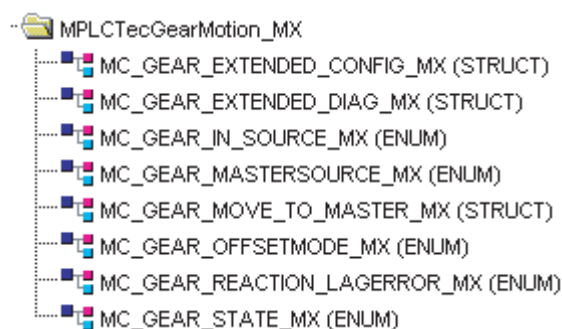 MPLCTecGearMotion_MX
MC_GEAR_EXTENDED_CONFIG_MX (STRUCT)
MC_GEAR_EXTENDED_DIAG_MX (STRUCT)
MC_GEAR_IN_SOURCE_MX (ENUM)
MC_GEAR_MASTERSOURCE_MX (ENUM)
MC_GEAR_MOVE_TO_MASTER_MX (STRUCT)
MC_GEAR_OFFSETMODE_MX (ENUM)
MC_GEAR_REACTION_LAGERROR_MX (ENUM)
MC_GEAR_STATE_MX (ENUM)